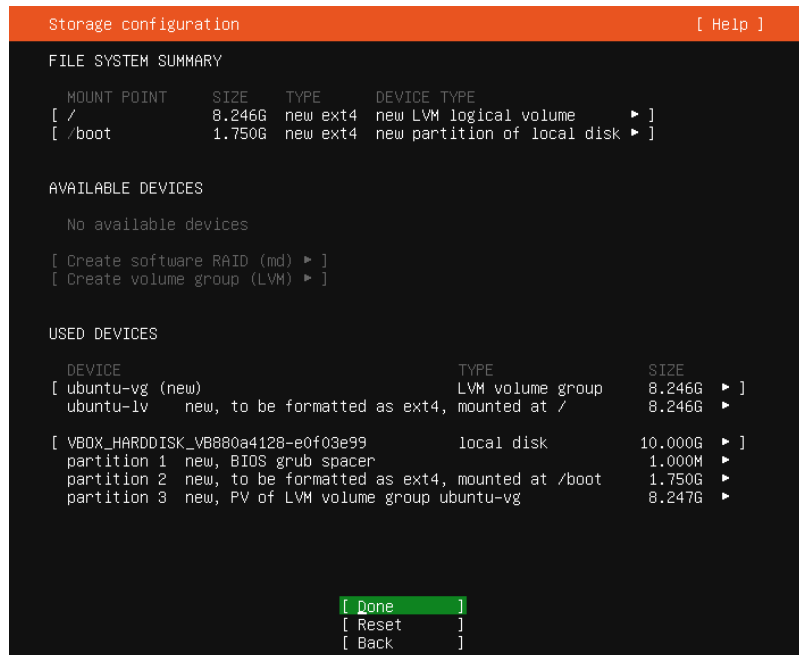 Storage configuration [ Help ]
FILE SYSTEM SUMMARY
MOUNT POINT SIZE TYPE DEVICE TYPE
[ / 8.246G new ext4 new LVM logical volume ▸ ]
[ /boot 1.750G new ext4 new partition of local disk ▸ ]
AVAILABLE DEVICES
No available devices
[ Create software RAID (md) ▸ ]
[ Create volume group (LVM) ▸ ]
USED DEVICES
DEVICE TYPE SIZE
[ ubuntu-vg (new) LVM volume group 8.246G ▸ ]
ubuntu-lv new, to be formatted as ext4, mounted at / 8.246G ▸
[ VBOX_HARDDISK_VB880a4128-e0f03e99 local disk 10.000G ▸ ]
partition 1 new, BIOS grub spacer 1.000M ▸
partition 2 new, to be formatted as ext4, mounted at /boot 1.750G ▸
partition 3 new, PV of LVM volume group ubuntu-vg 8.247G ▸
[ Done ]
[ Reset ]
[ Back ]